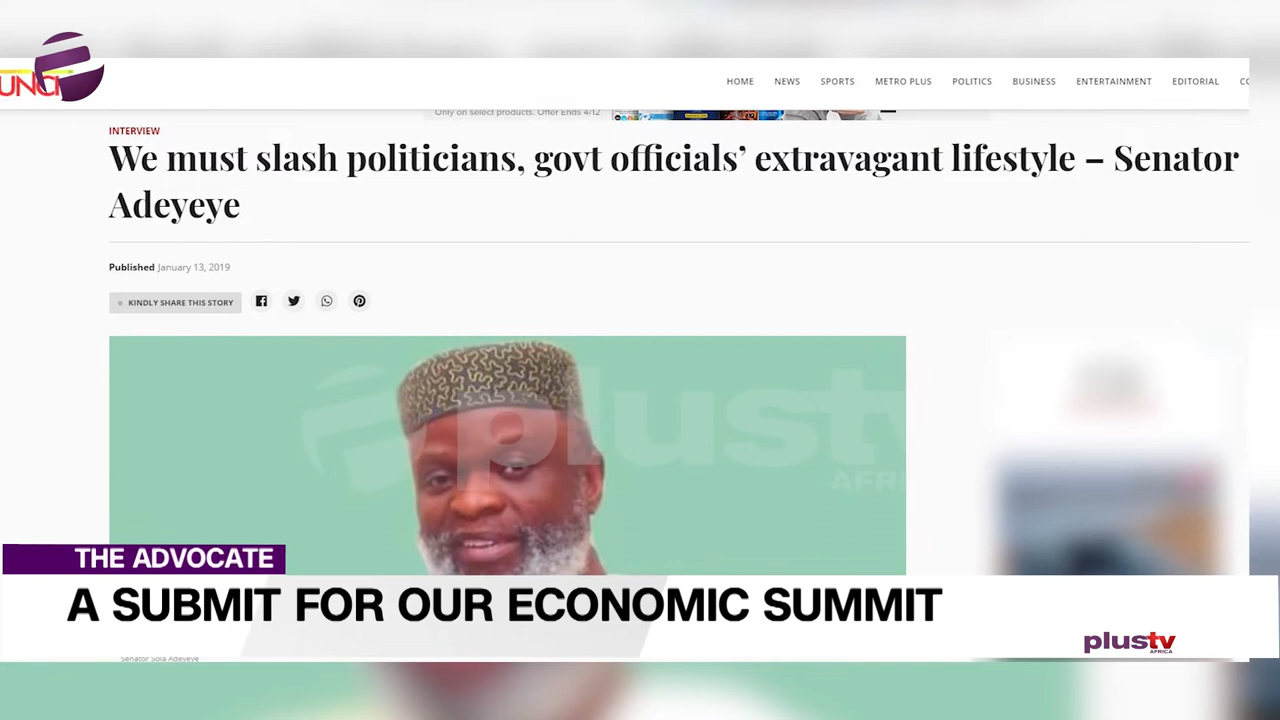 HOME NEWS SPORTS METRO PLUS POLITICS BUSINESS ENTERTAINMENT EDITORIAL
Only on select products. Offer Ends 4/12
INTERVIEW
We must slash politicians, govt officials’ extravagant lifestyle – Senator
Adeyeye
Published January 13, 2019
KINDLY SHARE THIS STORY
plustv
THE ADVOCATE
A SUBMIT FOR OUR ECONOMIC SUMMIT
plustv
AFRICA
Senator Sola Adeyeye